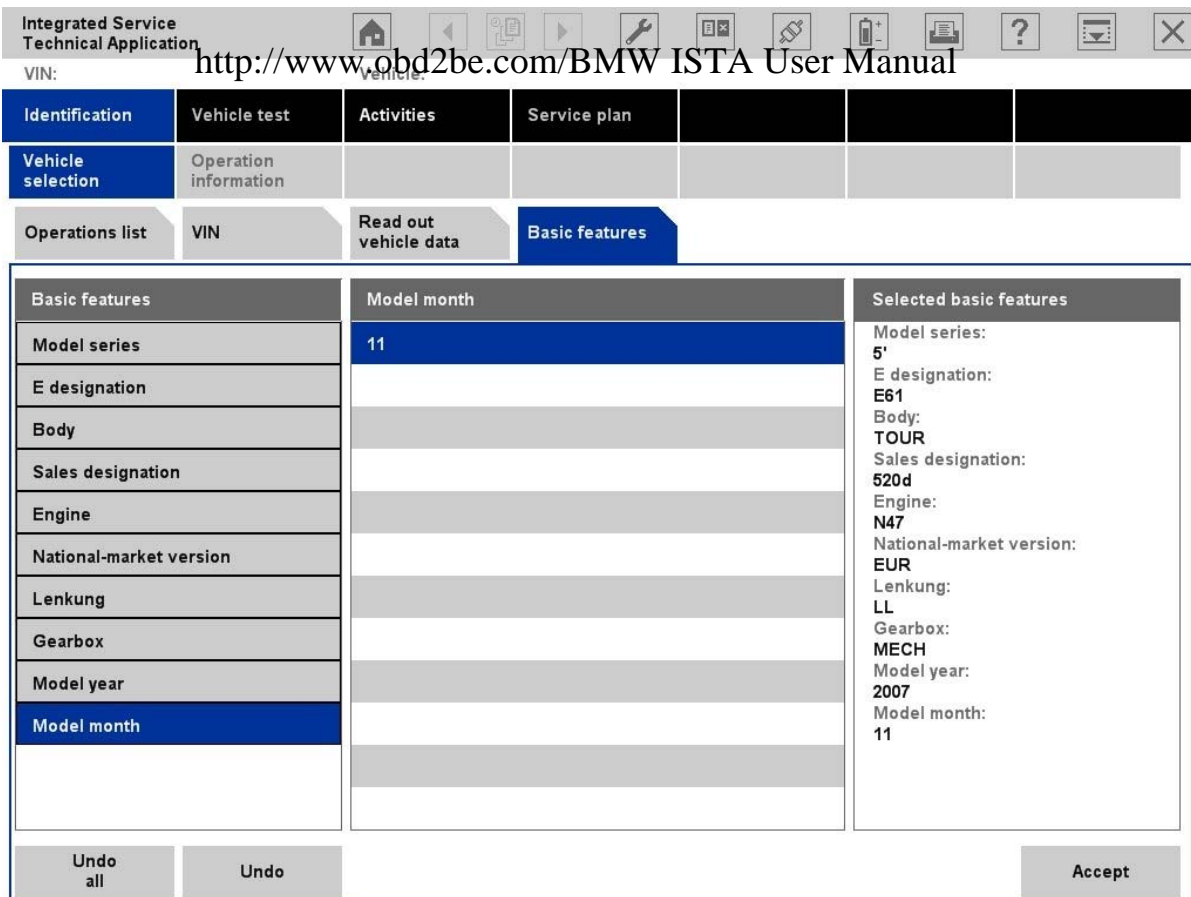 Integrated Service
Technical Application
http://www.obd2be.com/BMW ISTA User Manual
VIN:
Vehicle:
Identification
Vehicle test
Activities
Service plan
Vehicle
selection
Operation
information
Operations list
VIN
Read out
vehicle data
Basic features
Basic features
Model series
E designation
Body
Sales designation
Engine
National-market version
Lenkung
Gearbox
Model year
Model month
Model month
11
Selected basic features
Model series:
5'
E designation:
E61
Body:
TOUR
Sales designation:
520d
Engine:
N47
National-market version:
EUR
Lenkung:
LL
Gearbox:
MECH
Model year:
2007
Model month:
11
Undo
all
Undo
Accept